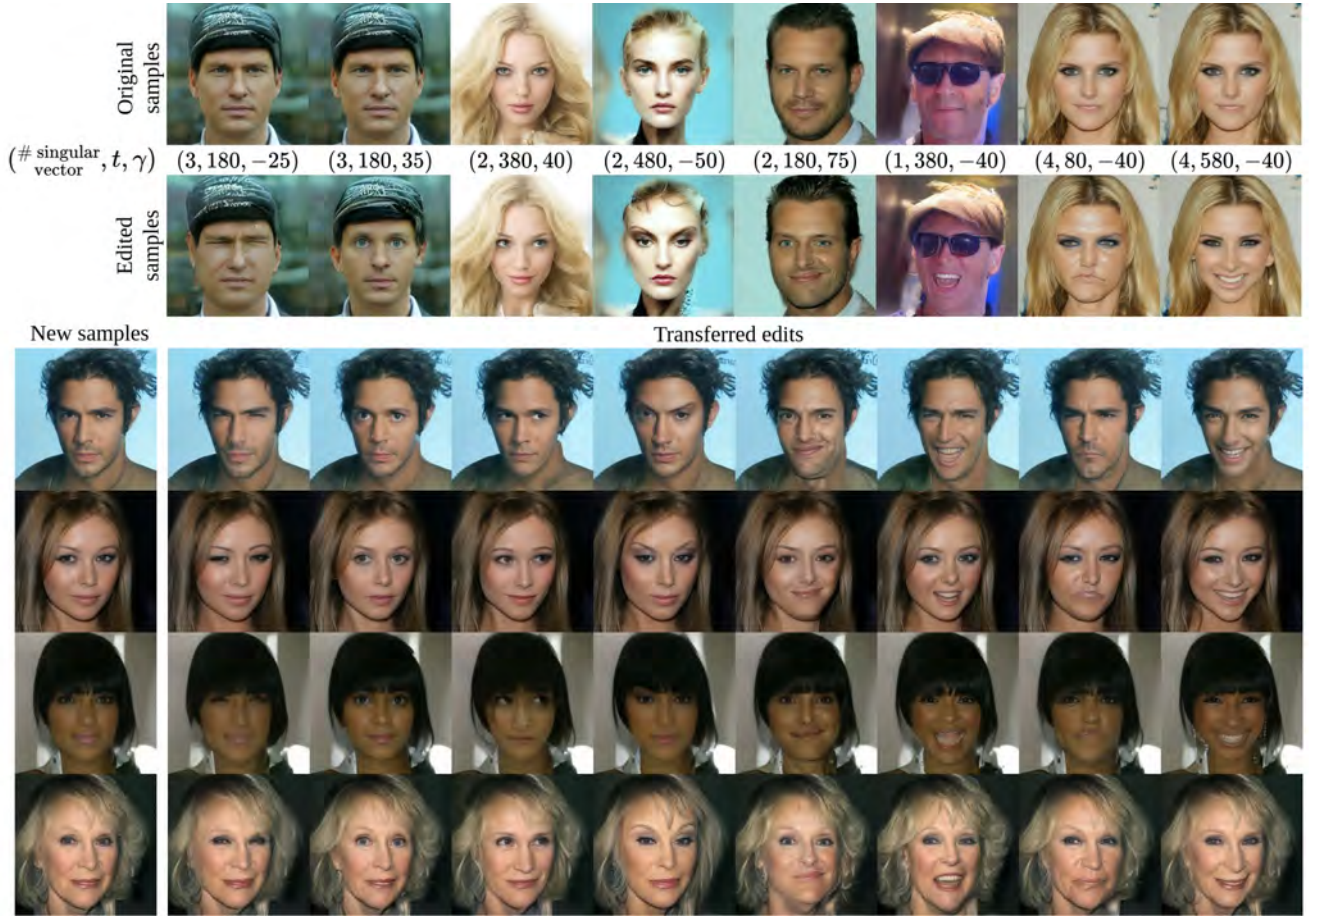 Original
samples
(# singular vector, t, γ) (3, 180, −25) (3, 180, 35) (2, 380, 40) (2, 480, −50) (2, 180, 75) (1, 380, −40) (4, 80, −40) (4, 580, −40)
Edited
samples
New samples Transferred edits